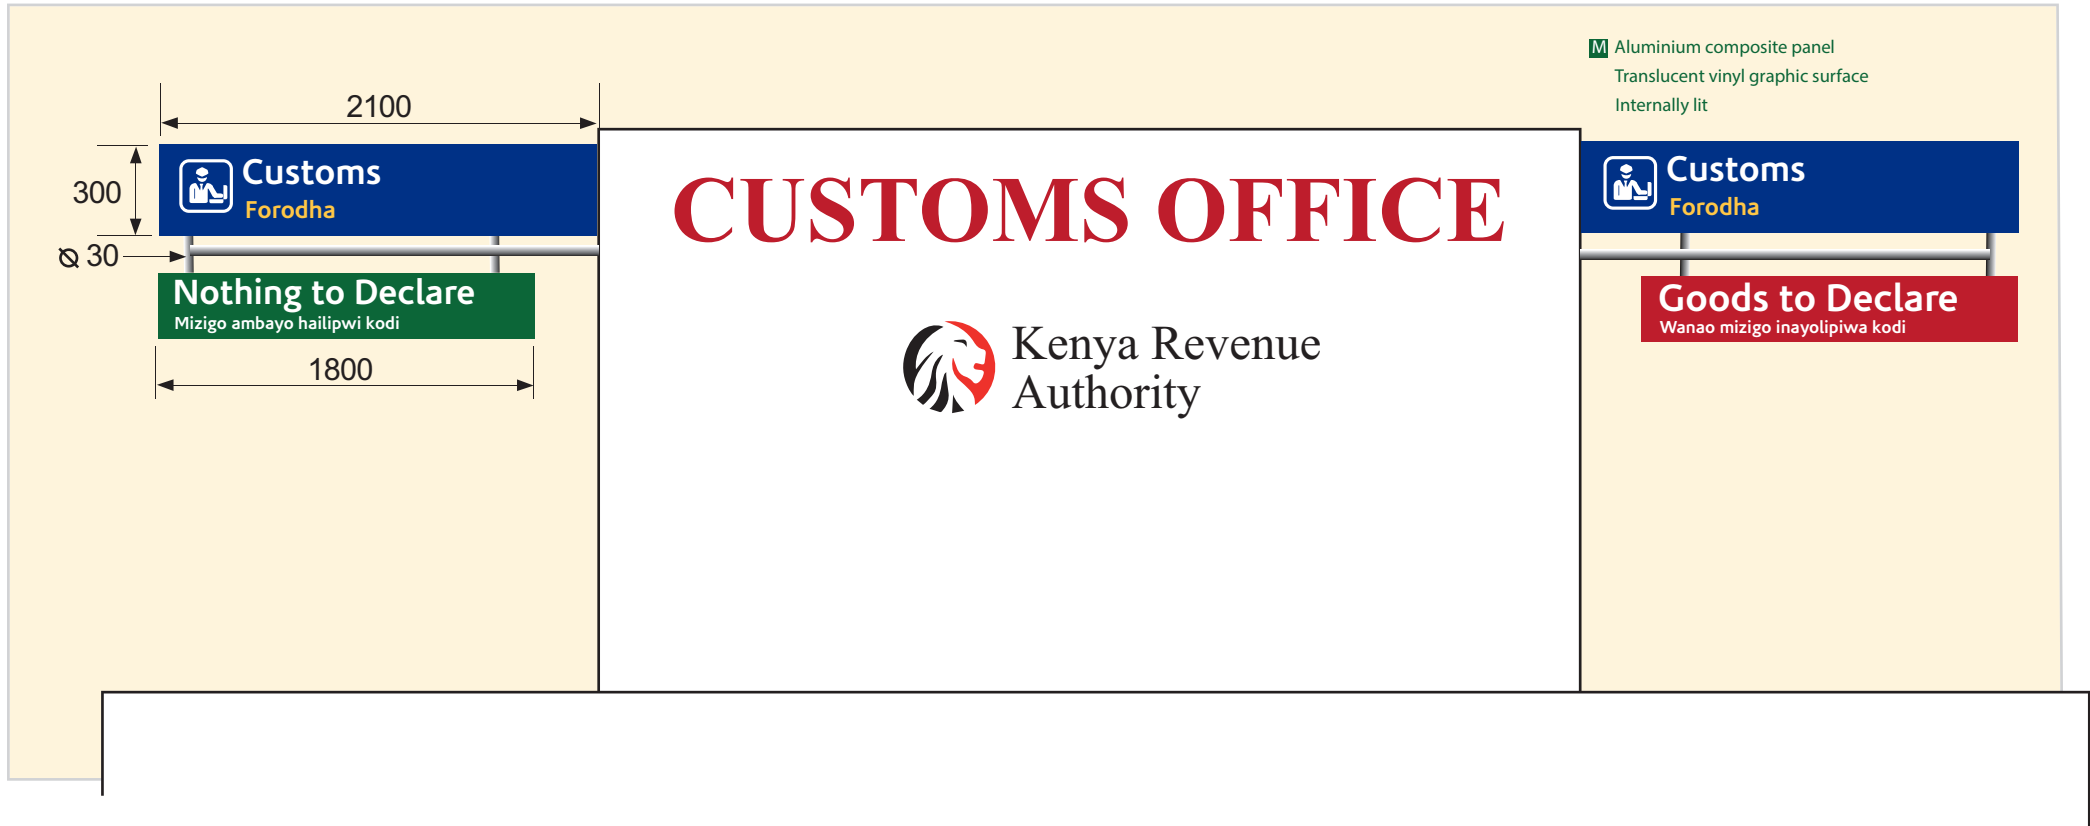 M Aluminium composite panel
Translucent vinyl graphic surface
Internally lit
2100
300
Customs
Forodha
CUSTOMS OFFICE
Customs
Forodha
⌀ 30
Nothing to Declare
Mizigo ambayo hailipwi kodi
Goods to Declare
Wanao mizigo inayolipiwa kodi
1800
Kenya Revenue
Authority